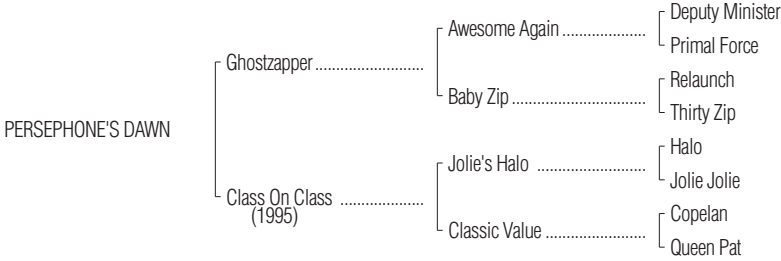 Deputy Minister
Awesome Again ....................
Primal Force
Ghostzapper ..........................
Relaunch
Baby Zip ................................
Thirty Zip
PERSEPHONE'S DAWN
Halo
Jolie's Halo ..........................
Jolie Jolie
Class On Class ....................
(1995)
Copelan
Classic Value ........................
Queen Pat